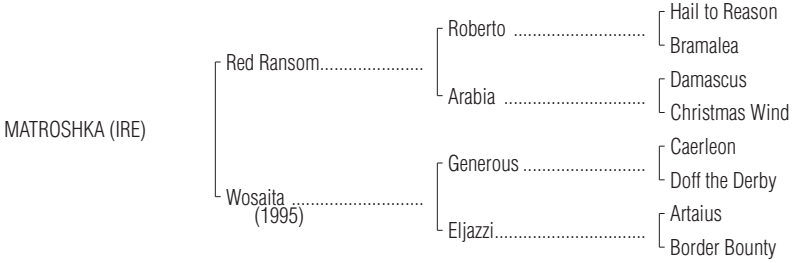 Hail to Reason
Roberto ............................
Bramalea
Red Ransom......................
Damascus
Arabia ..............................
Christmas Wind
MATROSHKA (IRE)
Caerleon
Generous ..........................
Doff the Derby
Wosaita ............................
(1995)
Artaius
Eljazzi................................
Border Bounty